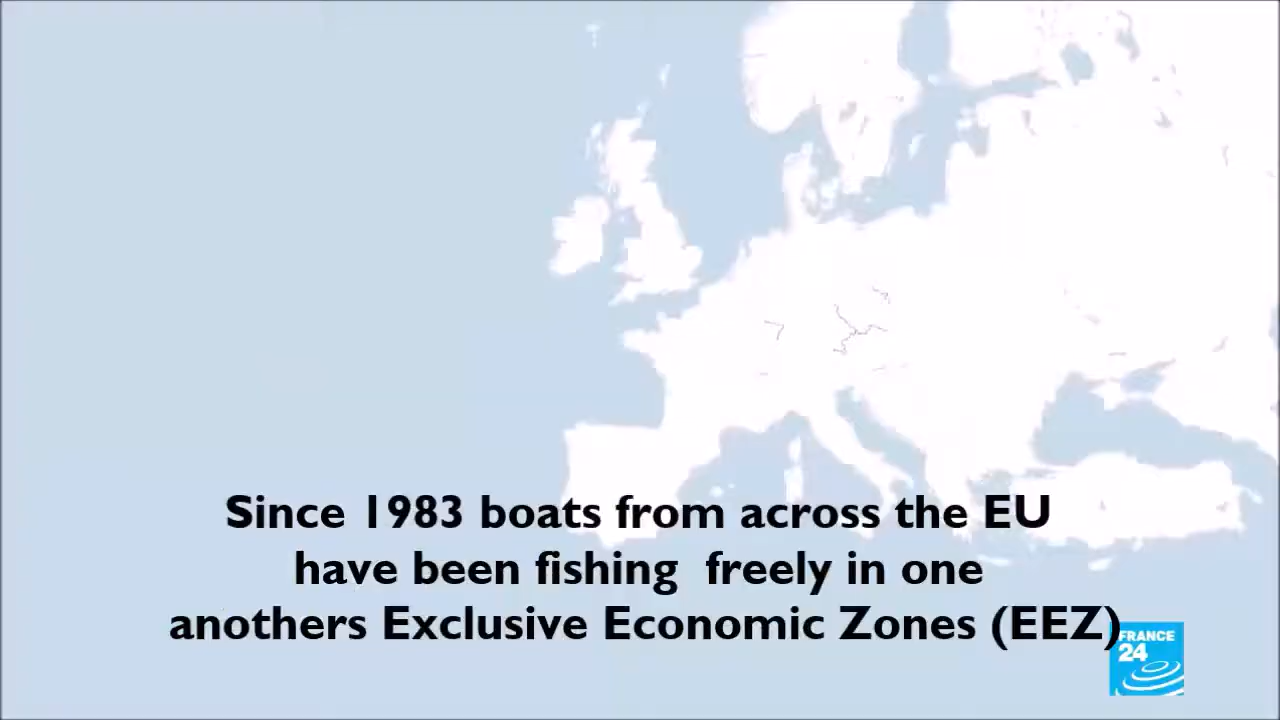 Since 1983 boats from across the EU
have been fishing  freely in one
anothers Exclusive Economic Zones (EEZ)
FRANCE
24